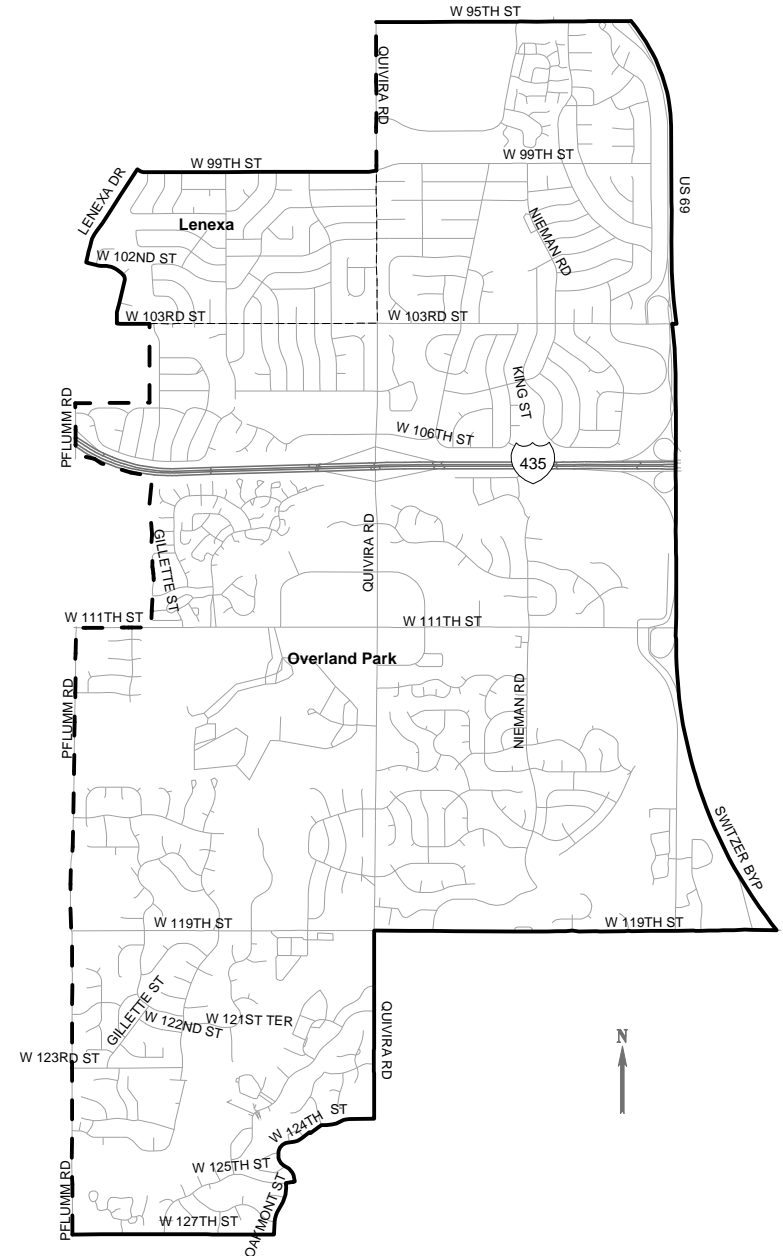 W 95TH ST
QUIVIRA RD
W 99TH ST
W 99TH ST
LENEXA DR
US 69
Lenexa
NIEMAN RD
W 102ND ST
W 103RD ST
W 103RD ST
KING ST
PFLUMM RD
W 106TH ST
435
QUIVIRA RD
GILLETTE ST
W 111TH ST
W 111TH ST
Overland Park
PFLUMM RD
NIEMAN RD
SWITZER BYP
W 119TH ST
W 119TH ST
GILLETTE ST
W 122ND ST
W 121ST TER
QUIVIRA RD
N
W 123RD ST
W 124TH ST
W 125TH ST
PFLUMM RD
OAKMONT ST
W 127TH ST